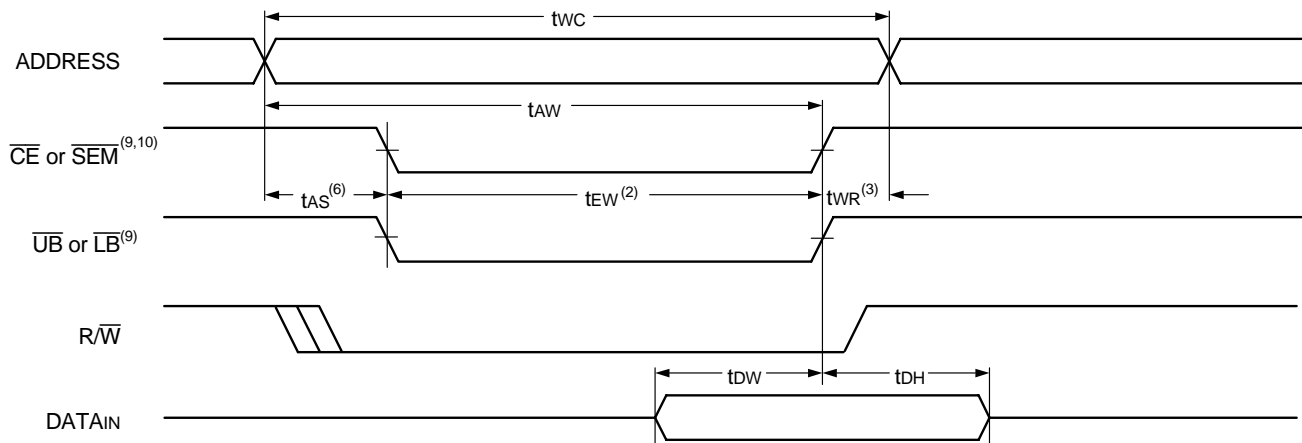 tWC
ADDRESS
tAW
CE or SEM(9,10)
tAS(6) tEW(2) tWR(3)
UB or LB(9)
R/W
tDW tDH
DATAIN